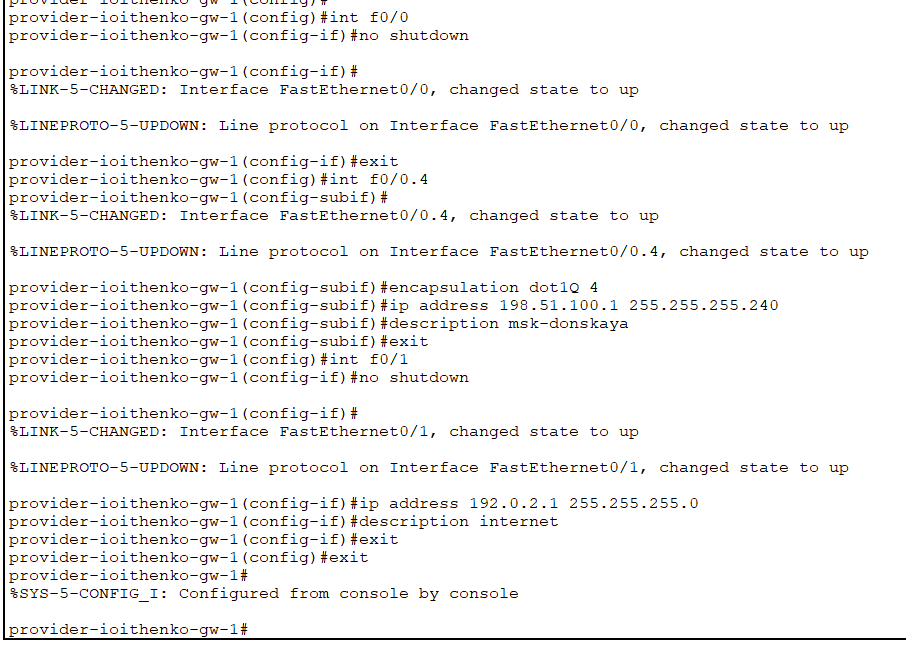 provider-ioithenko-gw-1(config)#
provider-ioithenko-gw-1(config)#int f0/0
provider-ioithenko-gw-1(config-if)#no shutdown
provider-ioithenko-gw-1(config-if)#
%LINK-5-CHANGED: Interface FastEthernet0/0, changed state to up
%LINEPROTO-5-UPDOWN: Line protocol on Interface FastEthernet0/0, changed state to up
provider-ioithenko-gw-1(config-if)#exit
provider-ioithenko-gw-1(config)#int f0/0.4
provider-ioithenko-gw-1(config-subif)#
%LINK-5-CHANGED: Interface FastEthernet0/0.4, changed state to up
%LINEPROTO-5-UPDOWN: Line protocol on Interface FastEthernet0/0.4, changed state to up
provider-ioithenko-gw-1(config-subif)#encapsulation dot1Q 4
provider-ioithenko-gw-1(config-subif)#ip address 198.51.100.1 255.255.255.240
provider-ioithenko-gw-1(config-subif)#description msk-donskaya
provider-ioithenko-gw-1(config-subif)#exit
provider-ioithenko-gw-1(config)#int f0/1
provider-ioithenko-gw-1(config-if)#no shutdown
provider-ioithenko-gw-1(config-if)#
%LINK-5-CHANGED: Interface FastEthernet0/1, changed state to up
%LINEPROTO-5-UPDOWN: Line protocol on Interface FastEthernet0/1, changed state to up
provider-ioithenko-gw-1(config-if)#ip address 192.0.2.1 255.255.255.0
provider-ioithenko-gw-1(config-if)#description internet
provider-ioithenko-gw-1(config-if)#exit
provider-ioithenko-gw-1(config)#exit
provider-ioithenko-gw-1#
%SYS-5-CONFIG_I: Configured from console by console
provider-ioithenko-gw-1#